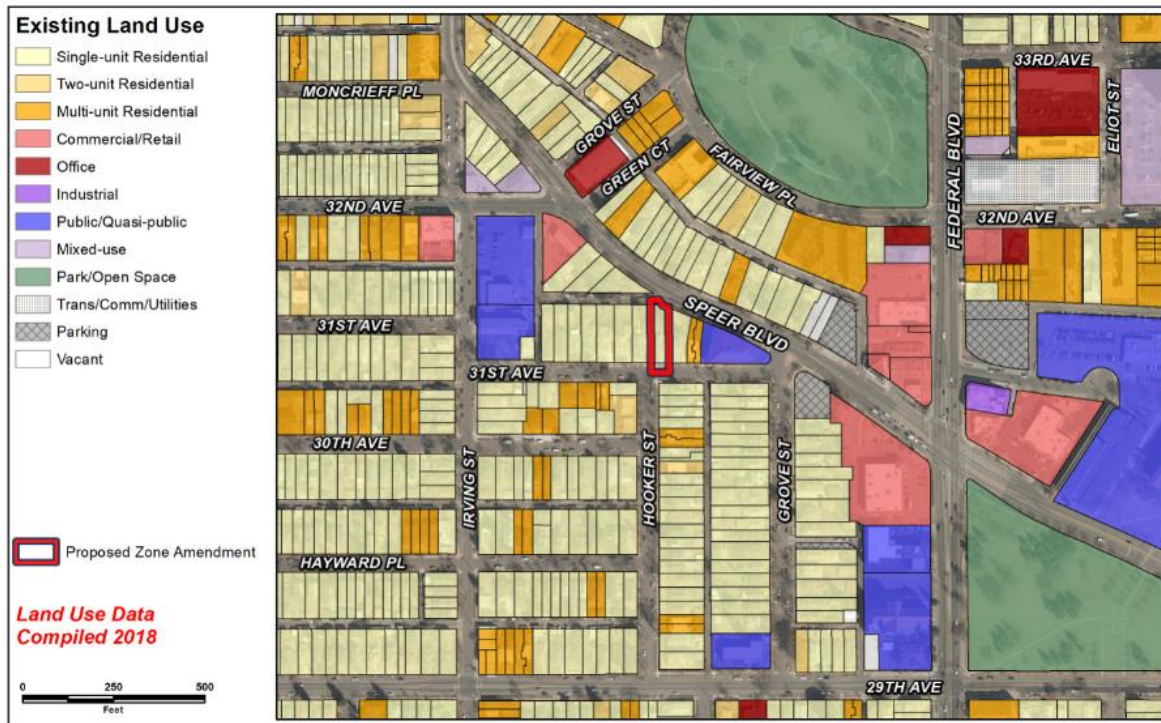 Existing Land Use
Single-unit Residential
Two-unit Residential
Multi-unit Residential
Commercial/Retail
Office
Industrial
Public/Quasi-public
Mixed-use
Park/Open Space
Trans/Comm/Utilities
Parking
Vacant
Proposed Zone Amendment
Land Use Data
Compiled 2018
0 250 500
Feet
33RD AVE
MONCRIEFF PL
GROVE ST
ELIOT ST
GREEN CT
FAIRVIEW PL
FEDERAL BLVD
32ND AVE
32ND AVE
31ST AVE
SPEER BLVD
31ST AVE
30TH AVE
IRVING ST
HOOKER ST
GROVE ST
HAYWARD PL
29TH AVE